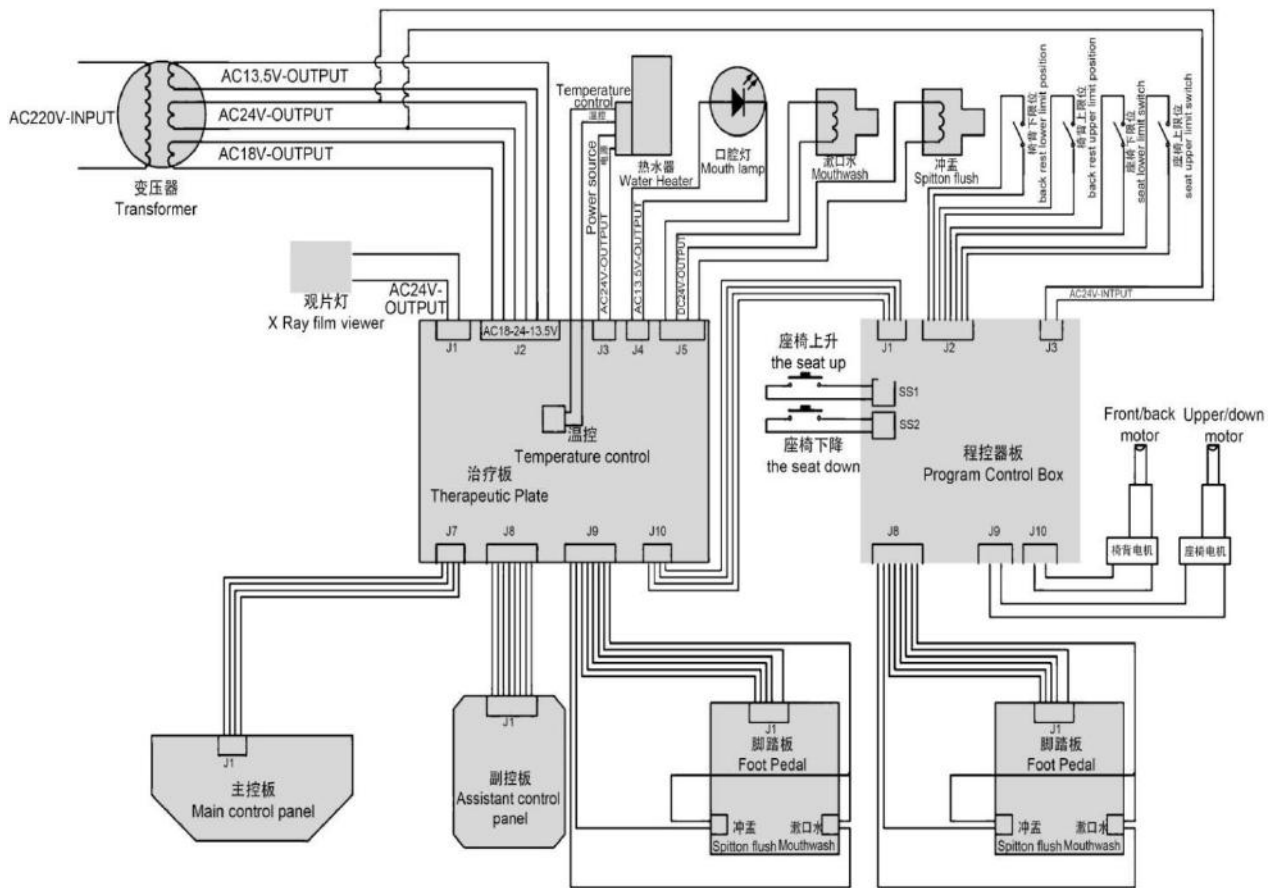 AC220V-INPUT
AC13.5V-OUTPUT
AC24V-OUTPUT
AC18V-OUTPUT
变压器
Transformer
Temperature
control
温控
电源
Power source
热水器
Water Heater
口腔灯
Mouth lamp
漱口水
Mouthwash
冲盂
Spitton flush
椅背下限位
back rest lower limit position
椅背上限位
back rest upper limit position
座椅下限位
seat lower limit switch
座椅上限位
seat upper limit switch
观片灯
X Ray film viewer
AC24V-
OUTPUT
AC24V-OUTPUT
AC13.5V-OUTPUT
DC24V-OUTPUT
AC24V-INTPUT
J1
AC18-24-13.5V
J2
J3
J4
J5
温控
Temperature control
治疗板
Therapeutic Plate
J7
J8
J9
J10
J1
J2
J3
座椅上升
the seat up
SS1
SS2
座椅下降
the seat down
程控器板
Program Control Box
J8
J9
J10
Front/back
motor
Upper/down
motor
椅背电机
座椅电机
J1
主控板
Main control panel
J1
副控板
Assistant control
panel
J1
脚踏板
Foot Pedal
冲盂
Spitton flush
漱口水
Mouthwash
J1
脚踏板
Foot Pedal
冲盂
Spitton flush
漱口水
Mouthwash